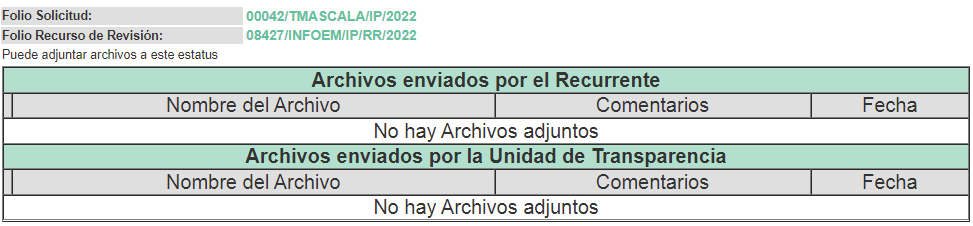 Folio Solicitud: 00042/TMASCALA/IP/2022
Folio Recurso de Revisión: 08427/INFOEM/IP/RR/2022
Puede adjuntar archivos a este estatus
Archivos enviados por el Recurrente
Nombre del Archivo Comentarios Fecha
No hay Archivos adjuntos
Archivos enviados por la Unidad de Transparencia
Nombre del Archivo Comentarios Fecha
No hay Archivos adjuntos